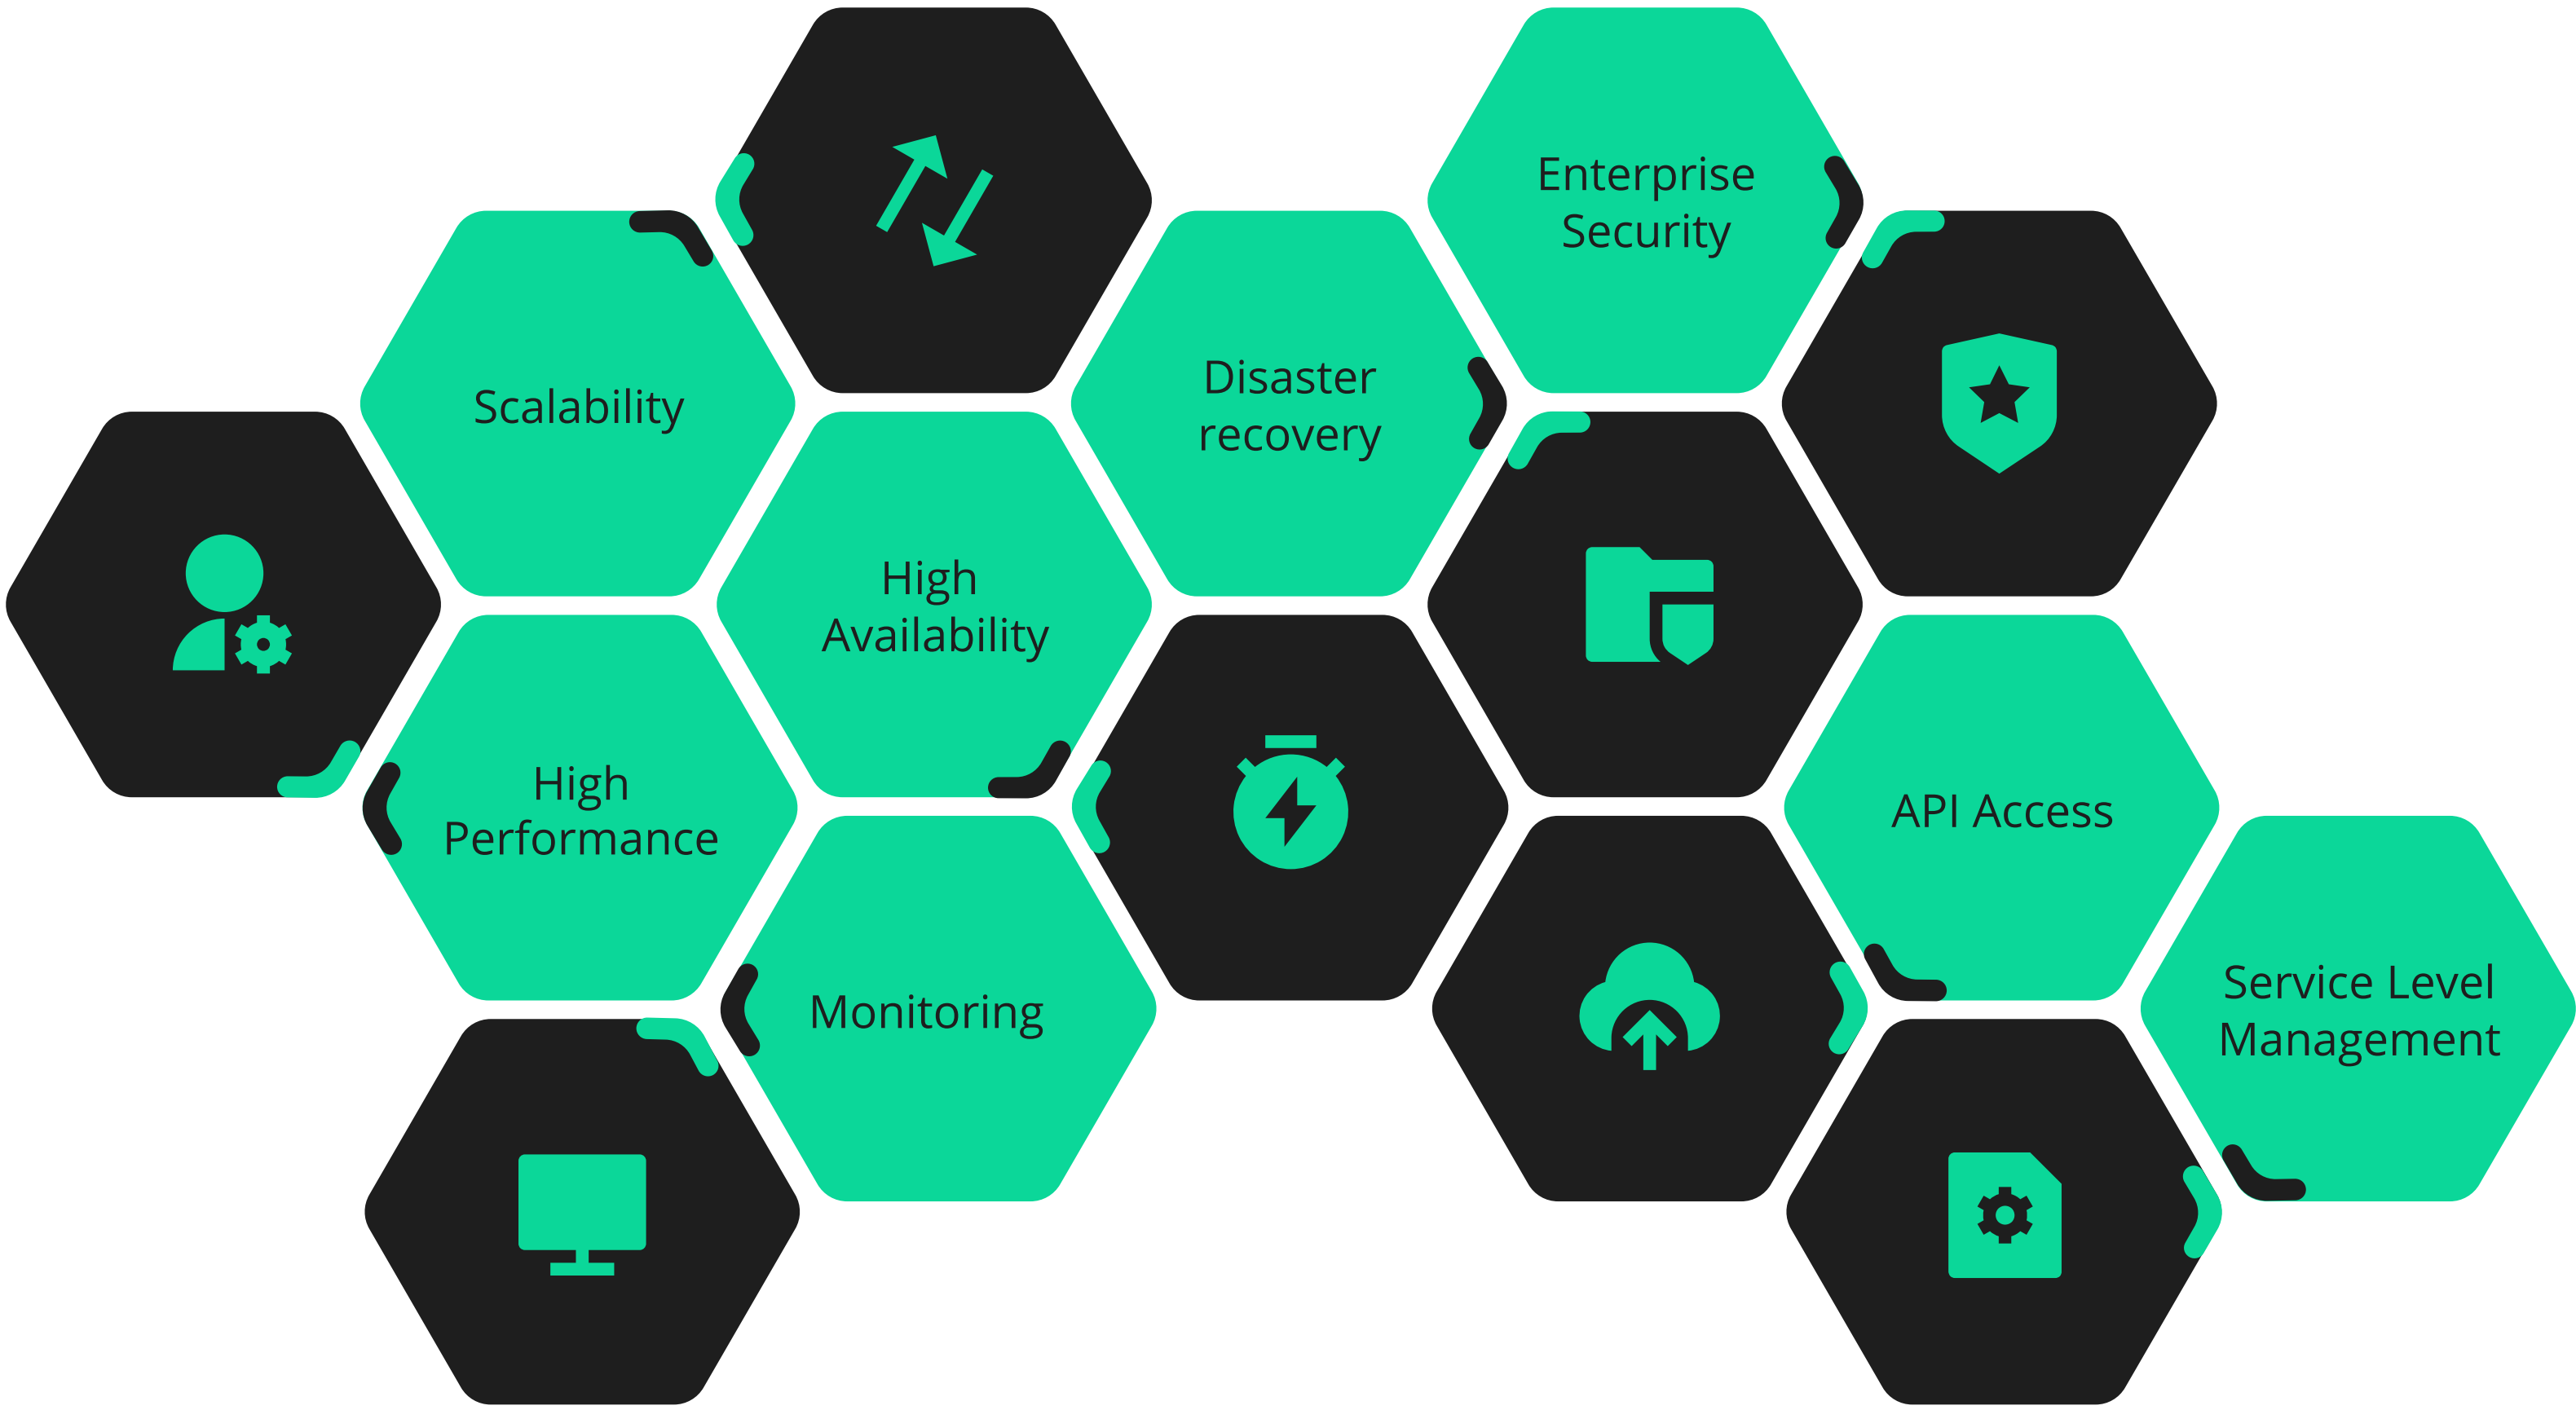 Enterprise
Security
Disaster
recovery
Scalability
High
Availability
High
Performance
API Access
Monitoring
Service Level
Management